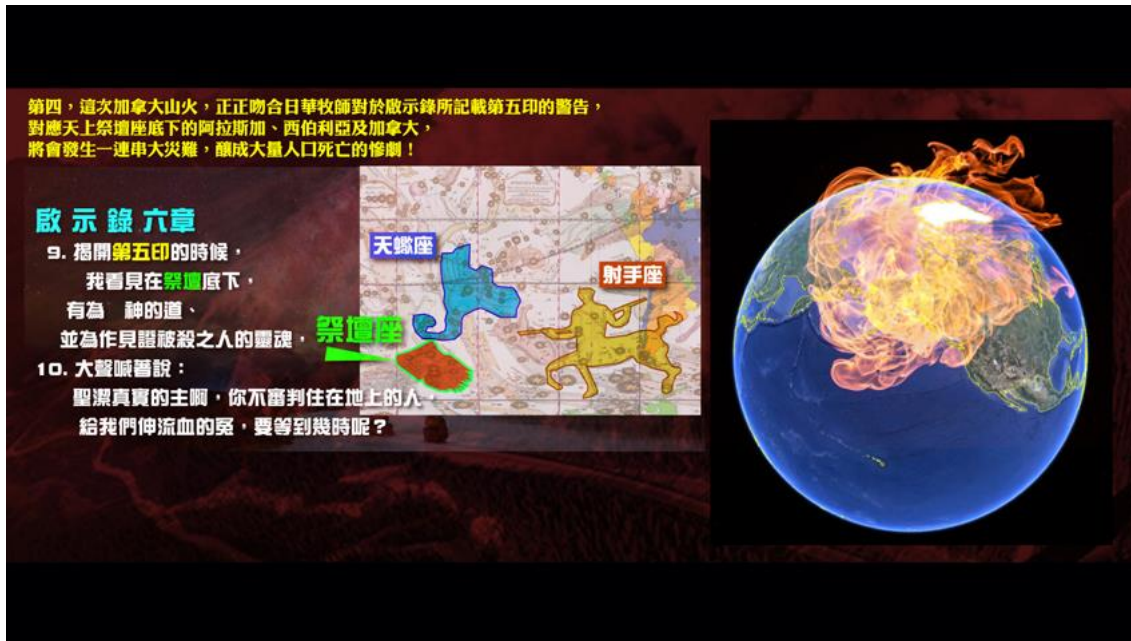 第四，這次加拿大山火，正正吻合日華牧師對於啟示錄所記載第五印的警告，
對應天上祭壇座底下的阿拉斯加、西伯利亞及加拿大，
將會發生一連串大災難，釀成大量人口死亡的慘劇！
啟示錄六章
9. 揭開第五印的時候，
我看見在祭壇底下，
有為　神的道、
並為作見證被殺之人的靈魂，
10. 大聲喊著說：
聖潔真實的主啊，你不審判住在地上的人，
給我們伸流血的冤，要等到幾時呢？
天蠍座
射手座
祭壇座